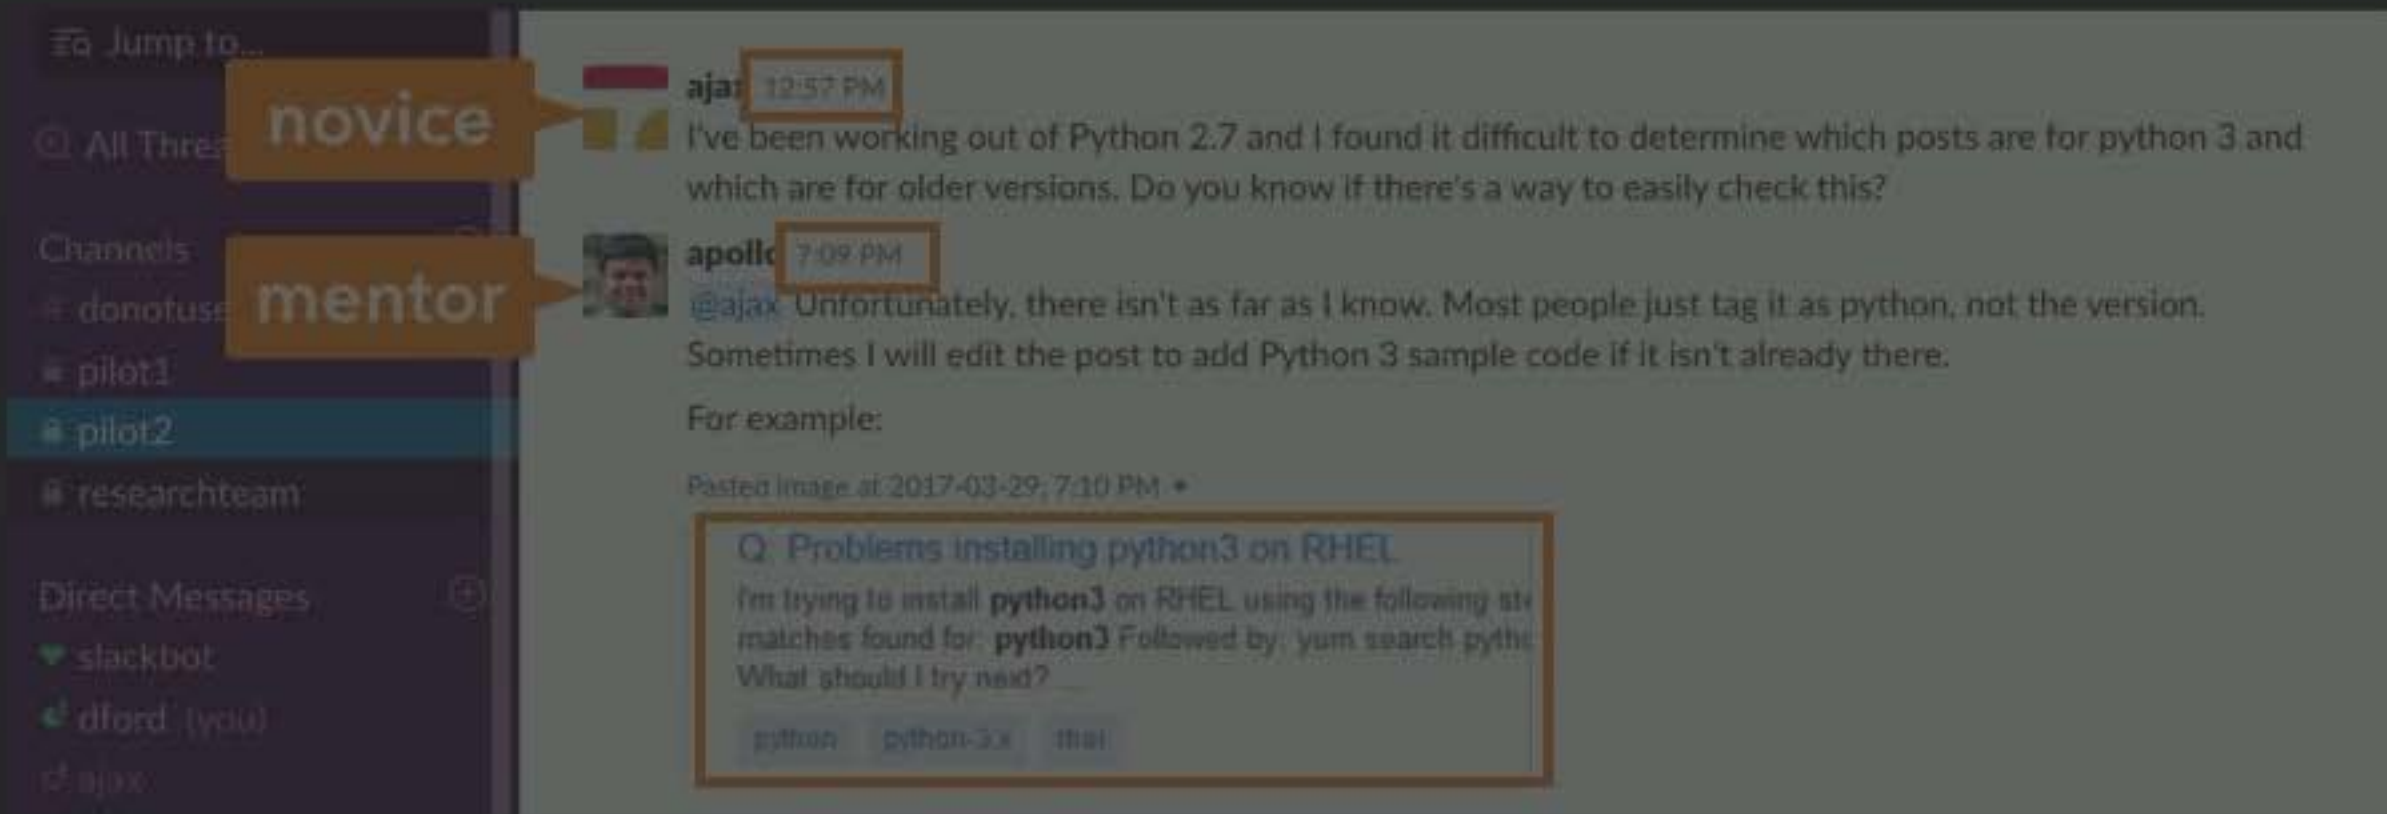 Jump to...
All Threa
Channels
donotuse
pilot1
pilot2
researchteam
Direct Messages
slackbot
dford (you)
ajax
novice
mentor
ajax 12:57 PM
I've been working out of Python 2.7 and I found it difficult to determine which posts are for python 3 and
which are for older versions. Do you know if there's a way to easily check this?
apollo 7:09 PM
@ajax Unfortunately, there isn't as far as I know. Most people just tag it as python, not the version.
Sometimes I will edit the post to add Python 3 sample code if it isn't already there.
For example:
Pasted image at 2017-03-29, 7:10 PM
Q: Problems installing python3 on RHEL
I'm trying to install python3 on RHEL using the following ste
matches found for: python3 Followed by: yum search pytho
What should I try next? ...
python python-3.x rhel